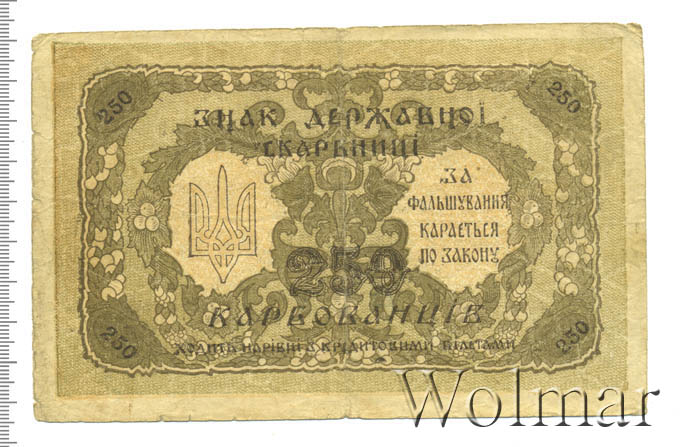 250 250
ЗНАК ДЕРЖАВНОЇ
СКАРБНИЦІ
ЗА
ФАЛЬШУВАННЯ
КАРАЄТЬСЯ
ПО ЗАКОНУ
250
КАРБОВАНЦІВ
ХОДИТЬ НАРІВНІ З КРЕДИТОВИМИ БІЛЕТАМИ
250 250
Wolmar